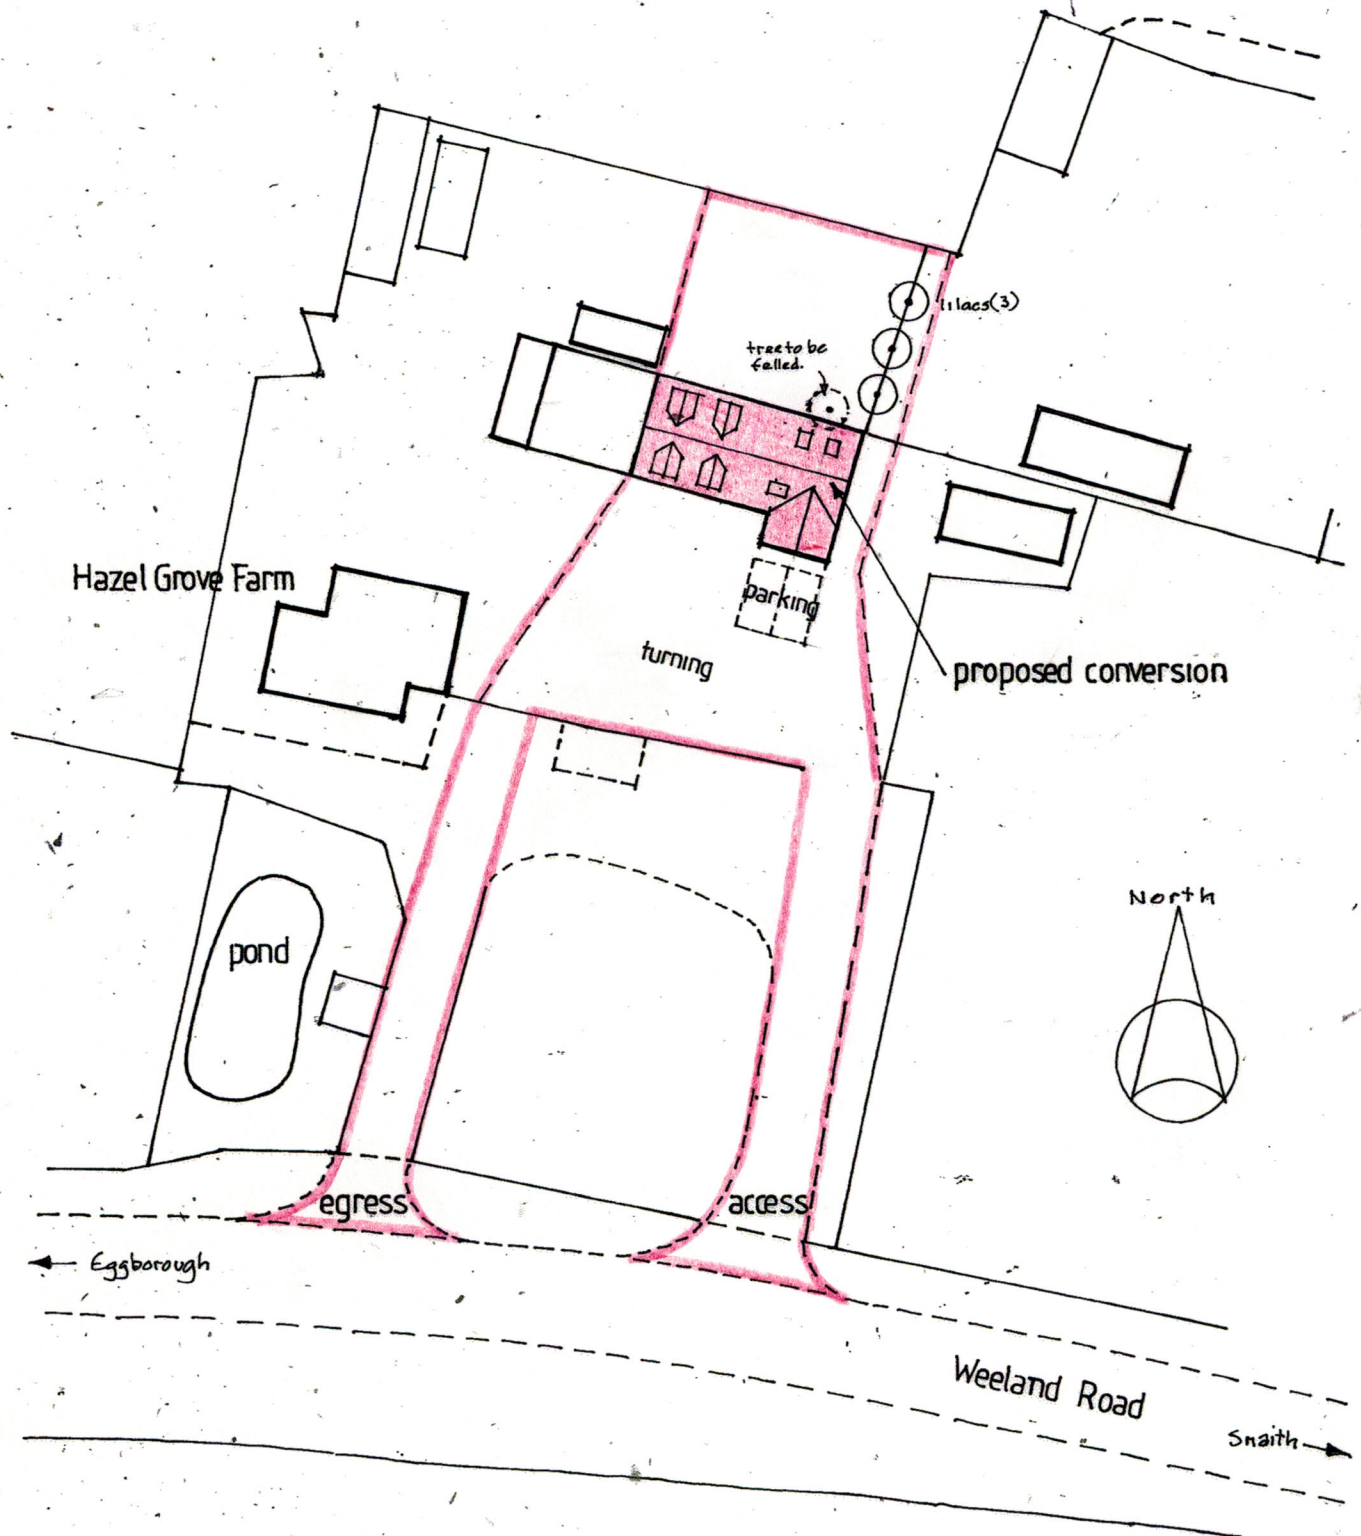 lilacs(3)
tree to be
felled.
Hazel Grove Farm
parking
turning
proposed conversion
North
pond
egress
access
Eggborough
Weeland Road
Snaith